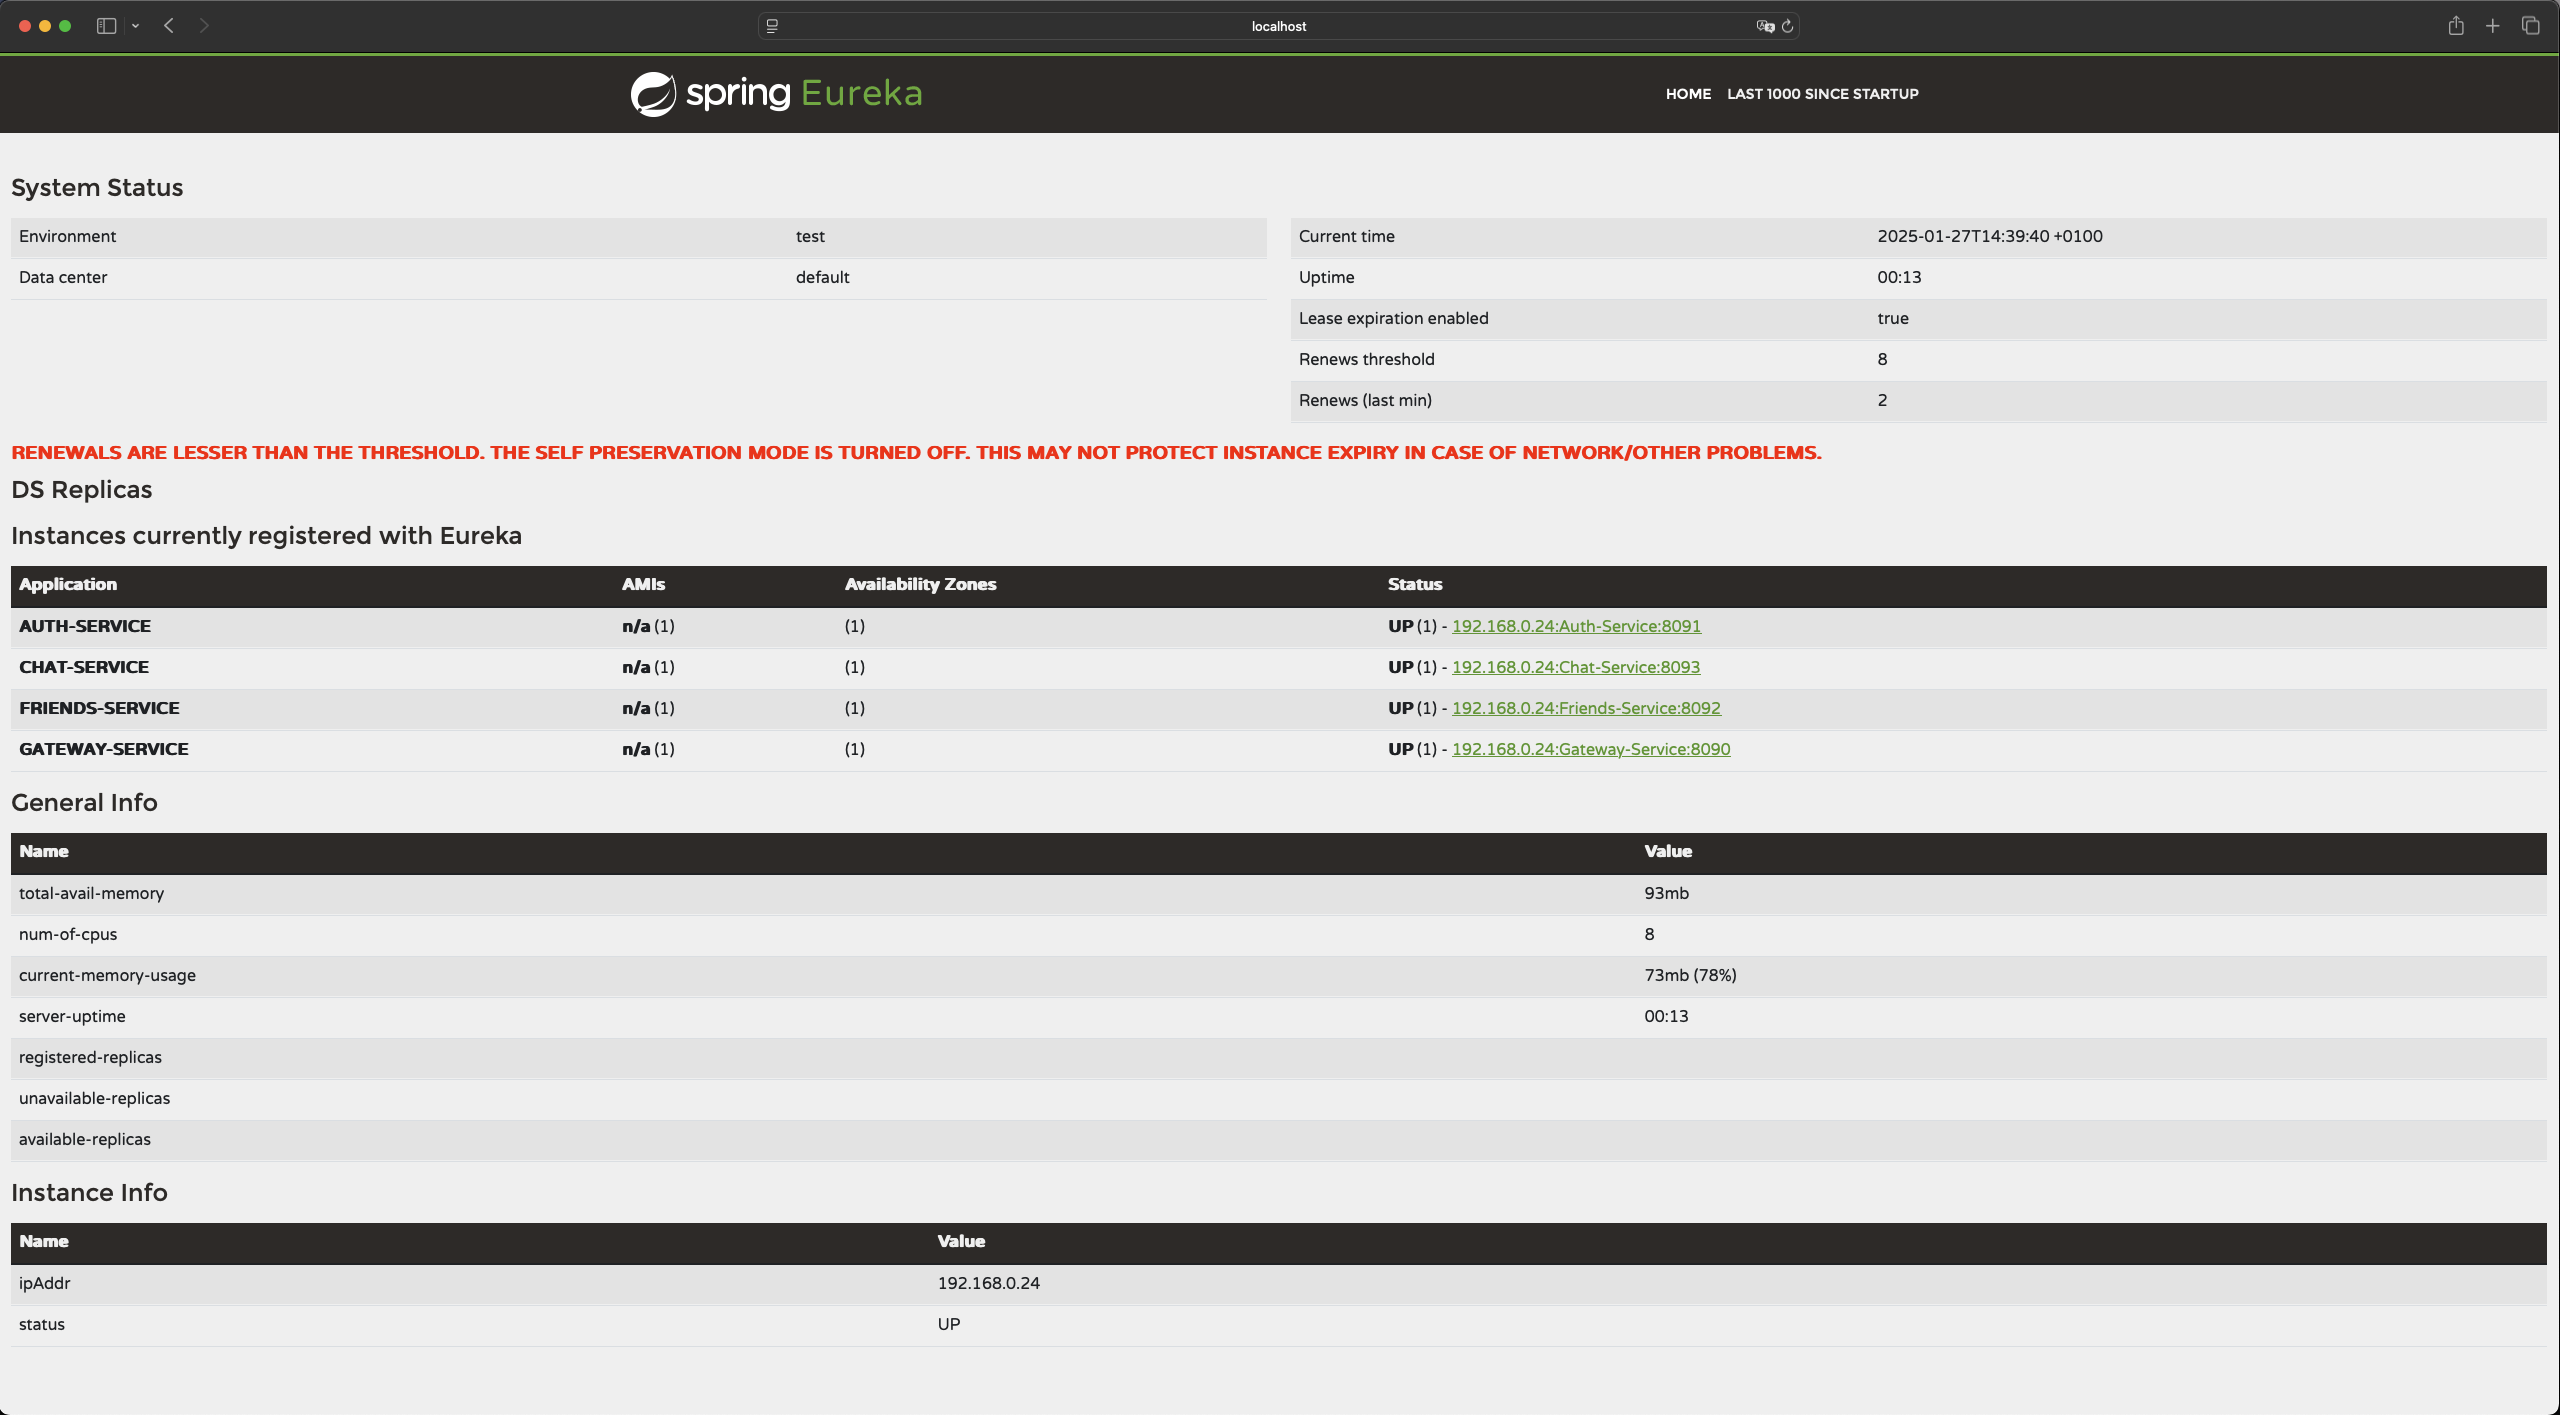 localhost
spring Eureka
HOME LAST 1000 SINCE STARTUP
System Status
Environment test
Data center default
Current time 2025-01-27T14:39:40 +0100
Uptime 00:13
Lease expiration enabled true
Renews threshold 8
Renews (last min) 2
RENEWALS ARE LESSER THAN THE THRESHOLD. THE SELF PRESERVATION MODE IS TURNED OFF. THIS MAY NOT PROTECT INSTANCE EXPIRY IN CASE OF NETWORK/OTHER PROBLEMS.
DS Replicas
Instances currently registered with Eureka
Application AMIs Availability Zones Status
AUTH-SERVICE n/a (1) (1) UP (1) - 192.168.0.24:Auth-Service:8091
CHAT-SERVICE n/a (1) (1) UP (1) - 192.168.0.24:Chat-Service:8093
FRIENDS-SERVICE n/a (1) (1) UP (1) - 192.168.0.24:Friends-Service:8092
GATEWAY-SERVICE n/a (1) (1) UP (1) - 192.168.0.24:Gateway-Service:8090
General Info
Name Value
total-avail-memory 93mb
num-of-cpus 8
current-memory-usage 73mb (78%)
server-uptime 00:13
registered-replicas
unavailable-replicas
available-replicas
Instance Info
Name Value
ipAddr 192.168.0.24
status UP